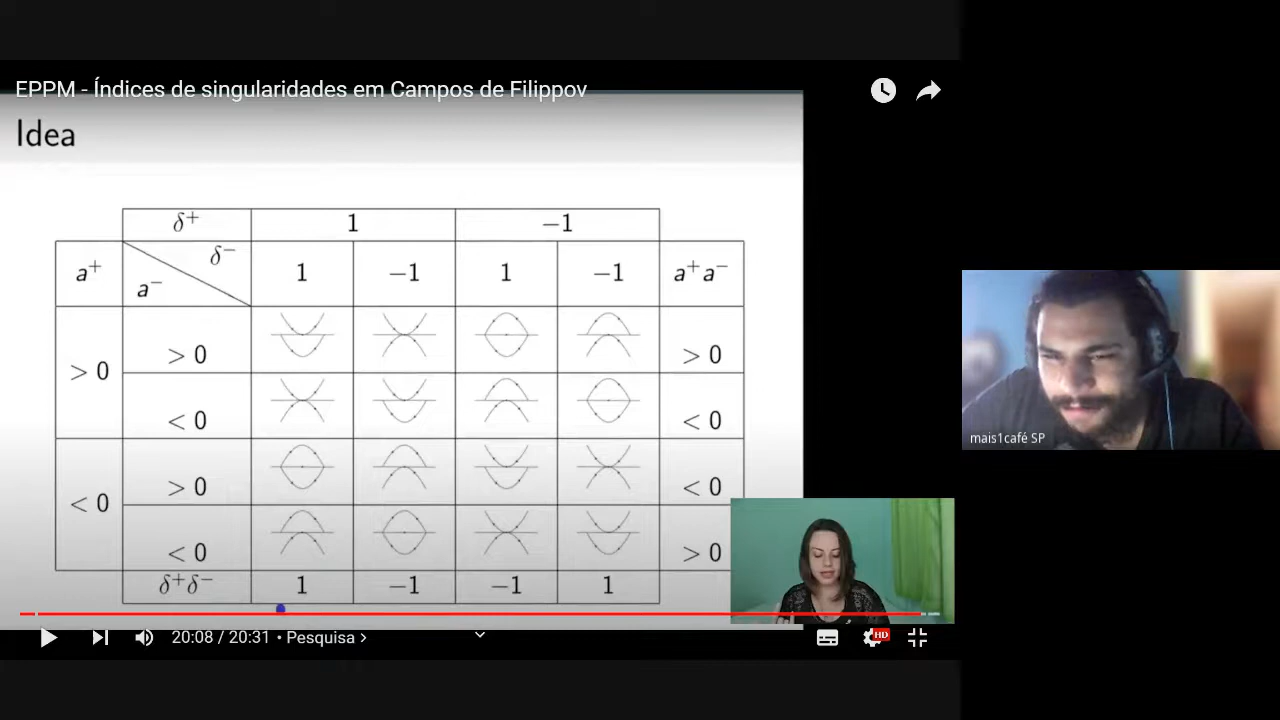 EPPM - Índices de singularidades em Campos de Filippov
Idea
δ⁺ 1 −1
a⁺ δ⁻ a⁻ 1 −1 1 −1 a⁺a⁻
> 0 > 0 > 0
< 0 < 0
< 0 > 0 < 0
< 0 > 0
δ⁺δ⁻ 1 −1 −1 1
mais1café SP
20:08 / 20:31 • Pesquisa ›
HD